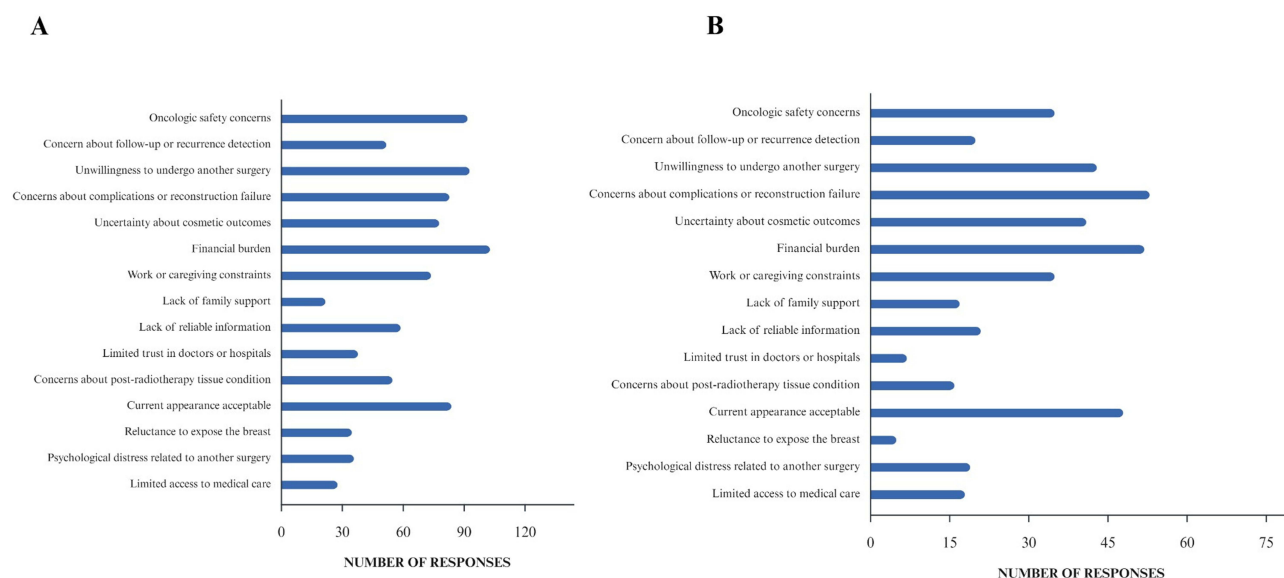 A
Oncologic safety concerns
Concern about follow-up or recurrence detection
Unwillingness to undergo another surgery
Concerns about complications or reconstruction failure
Uncertainty about cosmetic outcomes
Financial burden
Work or caregiving constraints
Lack of family support
Lack of reliable information
Limited trust in doctors or hospitals
Concerns about post-radiotherapy tissue condition
Current appearance acceptable
Reluctance to expose the breast
Psychological distress related to another surgery
Limited access to medical care
0 30 60 90 120
NUMBER OF RESPONSES
B
Oncologic safety concerns
Concern about follow-up or recurrence detection
Unwillingness to undergo another surgery
Concerns about complications or reconstruction failure
Uncertainty about cosmetic outcomes
Financial burden
Work or caregiving constraints
Lack of family support
Lack of reliable information
Limited trust in doctors or hospitals
Concerns about post-radiotherapy tissue condition
Current appearance acceptable
Reluctance to expose the breast
Psychological distress related to another surgery
Limited access to medical care
0 15 30 45 60 75
NUMBER OF RESPONSES